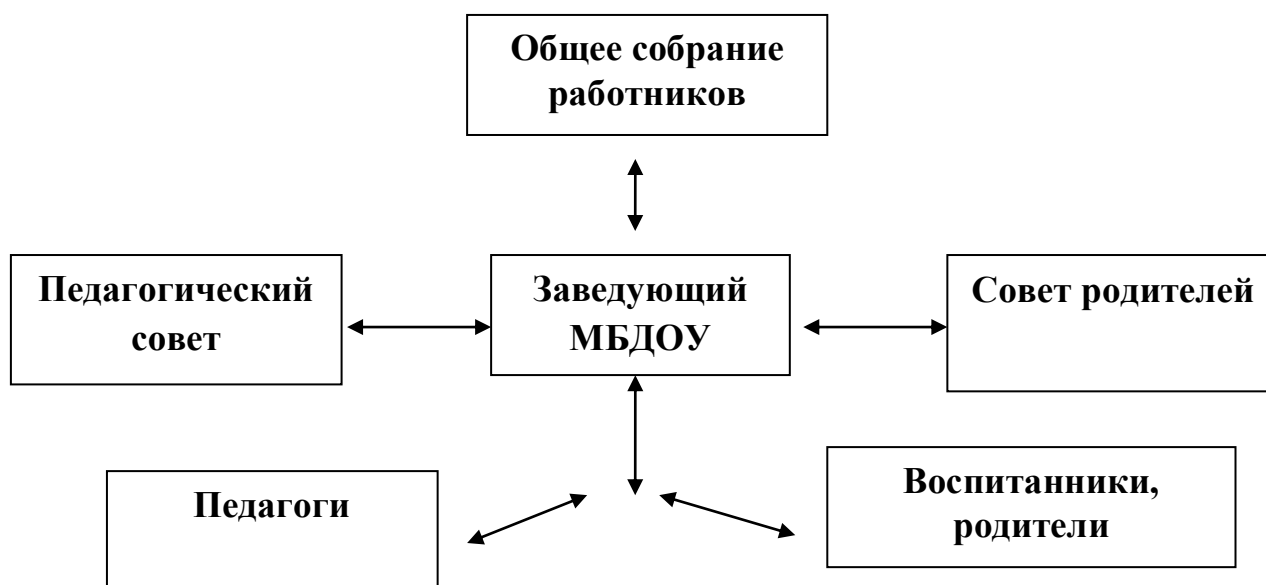 Общее собрание
работников
Педагогический
совет
Заведующий
МБДОУ
Совет родителей
Педагоги
Воспитанники,
родители